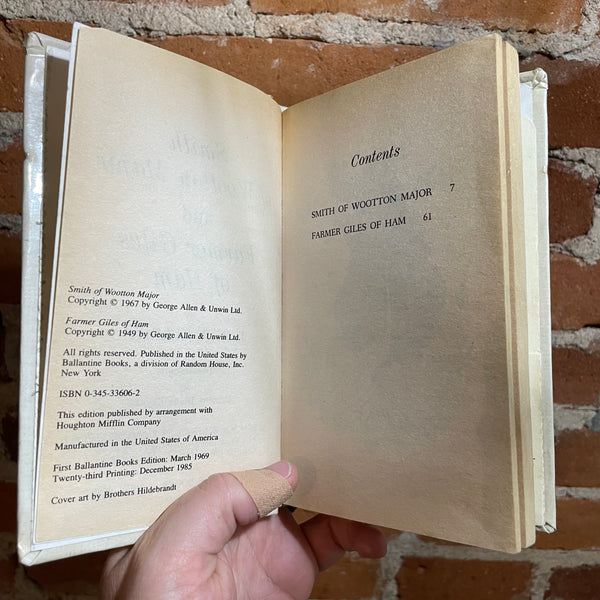 Smith of Wootton Major
Copyright © 1967 by George Allen & Unwin Ltd.
Farmer Giles of Ham
Copyright © 1949 by George Allen & Unwin Ltd.
All rights reserved. Published in the United States by
Ballantine Books, a division of Random House, Inc.
New York
ISBN 0-345-33606-2
This edition published by arrangement with
Houghton Mifflin Company
Manufactured in the United States of America
First Ballantine Books Edition: March 1969
Twenty-third Printing: December 1985
Cover art by Brothers Hildebrandt
Contents
SMITH OF WOOTTON MAJOR 7
FARMER GILES OF HAM 61